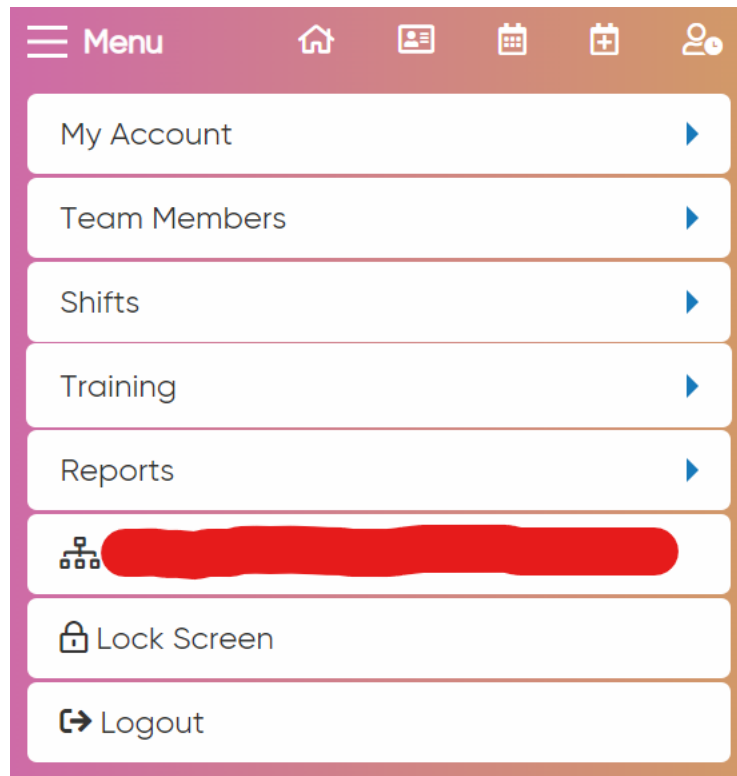 Menu
My Account
Team Members
Shifts
Training
Reports
Lock Screen
Logout